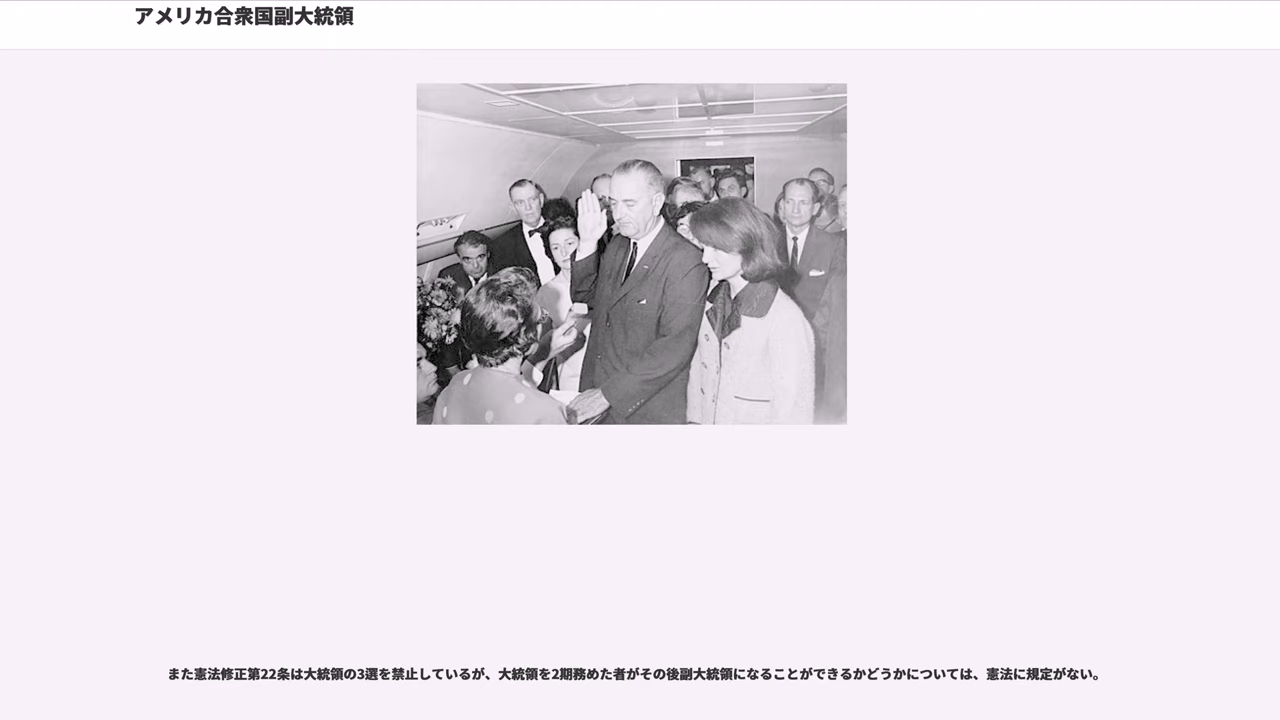 アメリカ合衆国副大統領
また憲法修正第22条は大統領の3選を禁止しているが、大統領を2期務めた者がその後副大統領になることができるかどうかについては、憲法に規定がない。